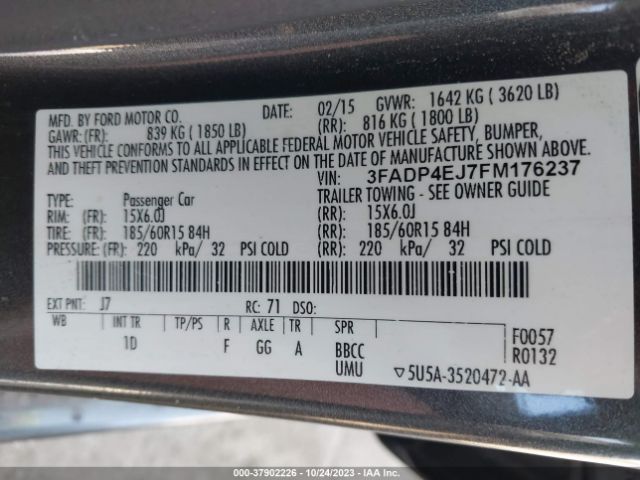 MFD. BY FORD MOTOR CO. DATE: 02/15 GVWR: 1642 KG ( 3620 LB)
GAWR: (FR): 839 KG ( 1850 LB) (RR): 816 KG ( 1800 LB)
THIS VEHICLE CONFORMS TO ALL APPLICABLE FEDERAL MOTOR VEHICLE SAFETY, BUMPER,
AND THEFT PREVENTION STANDARDS IN EFFECT ON THE DATE OF MANUFACTURE SHOWN ABOVE.
VIN: 3FADP4EJ7FM176237
TYPE: Passenger Car TRAILER TOWING - SEE OWNER GUIDE
RIM: (FR): 15X6.0J (RR): 15X6.0J
TIRE: (FR): 185/60R15 84H (RR): 185/60R15 84H
PRESSURE: (FR): 220 kPa/ 32 PSI COLD (RR): 220 kPa/ 32 PSI COLD
EXT PNT: J7 RC: 71 DSO:
WB INT TR TP/PS R AXLE TR SPR F0057
1D F GG A BBCC R0132
UMU ▽5U5A-3520472-AA
000-37902226 - 10/24/2023 - IAA Inc.